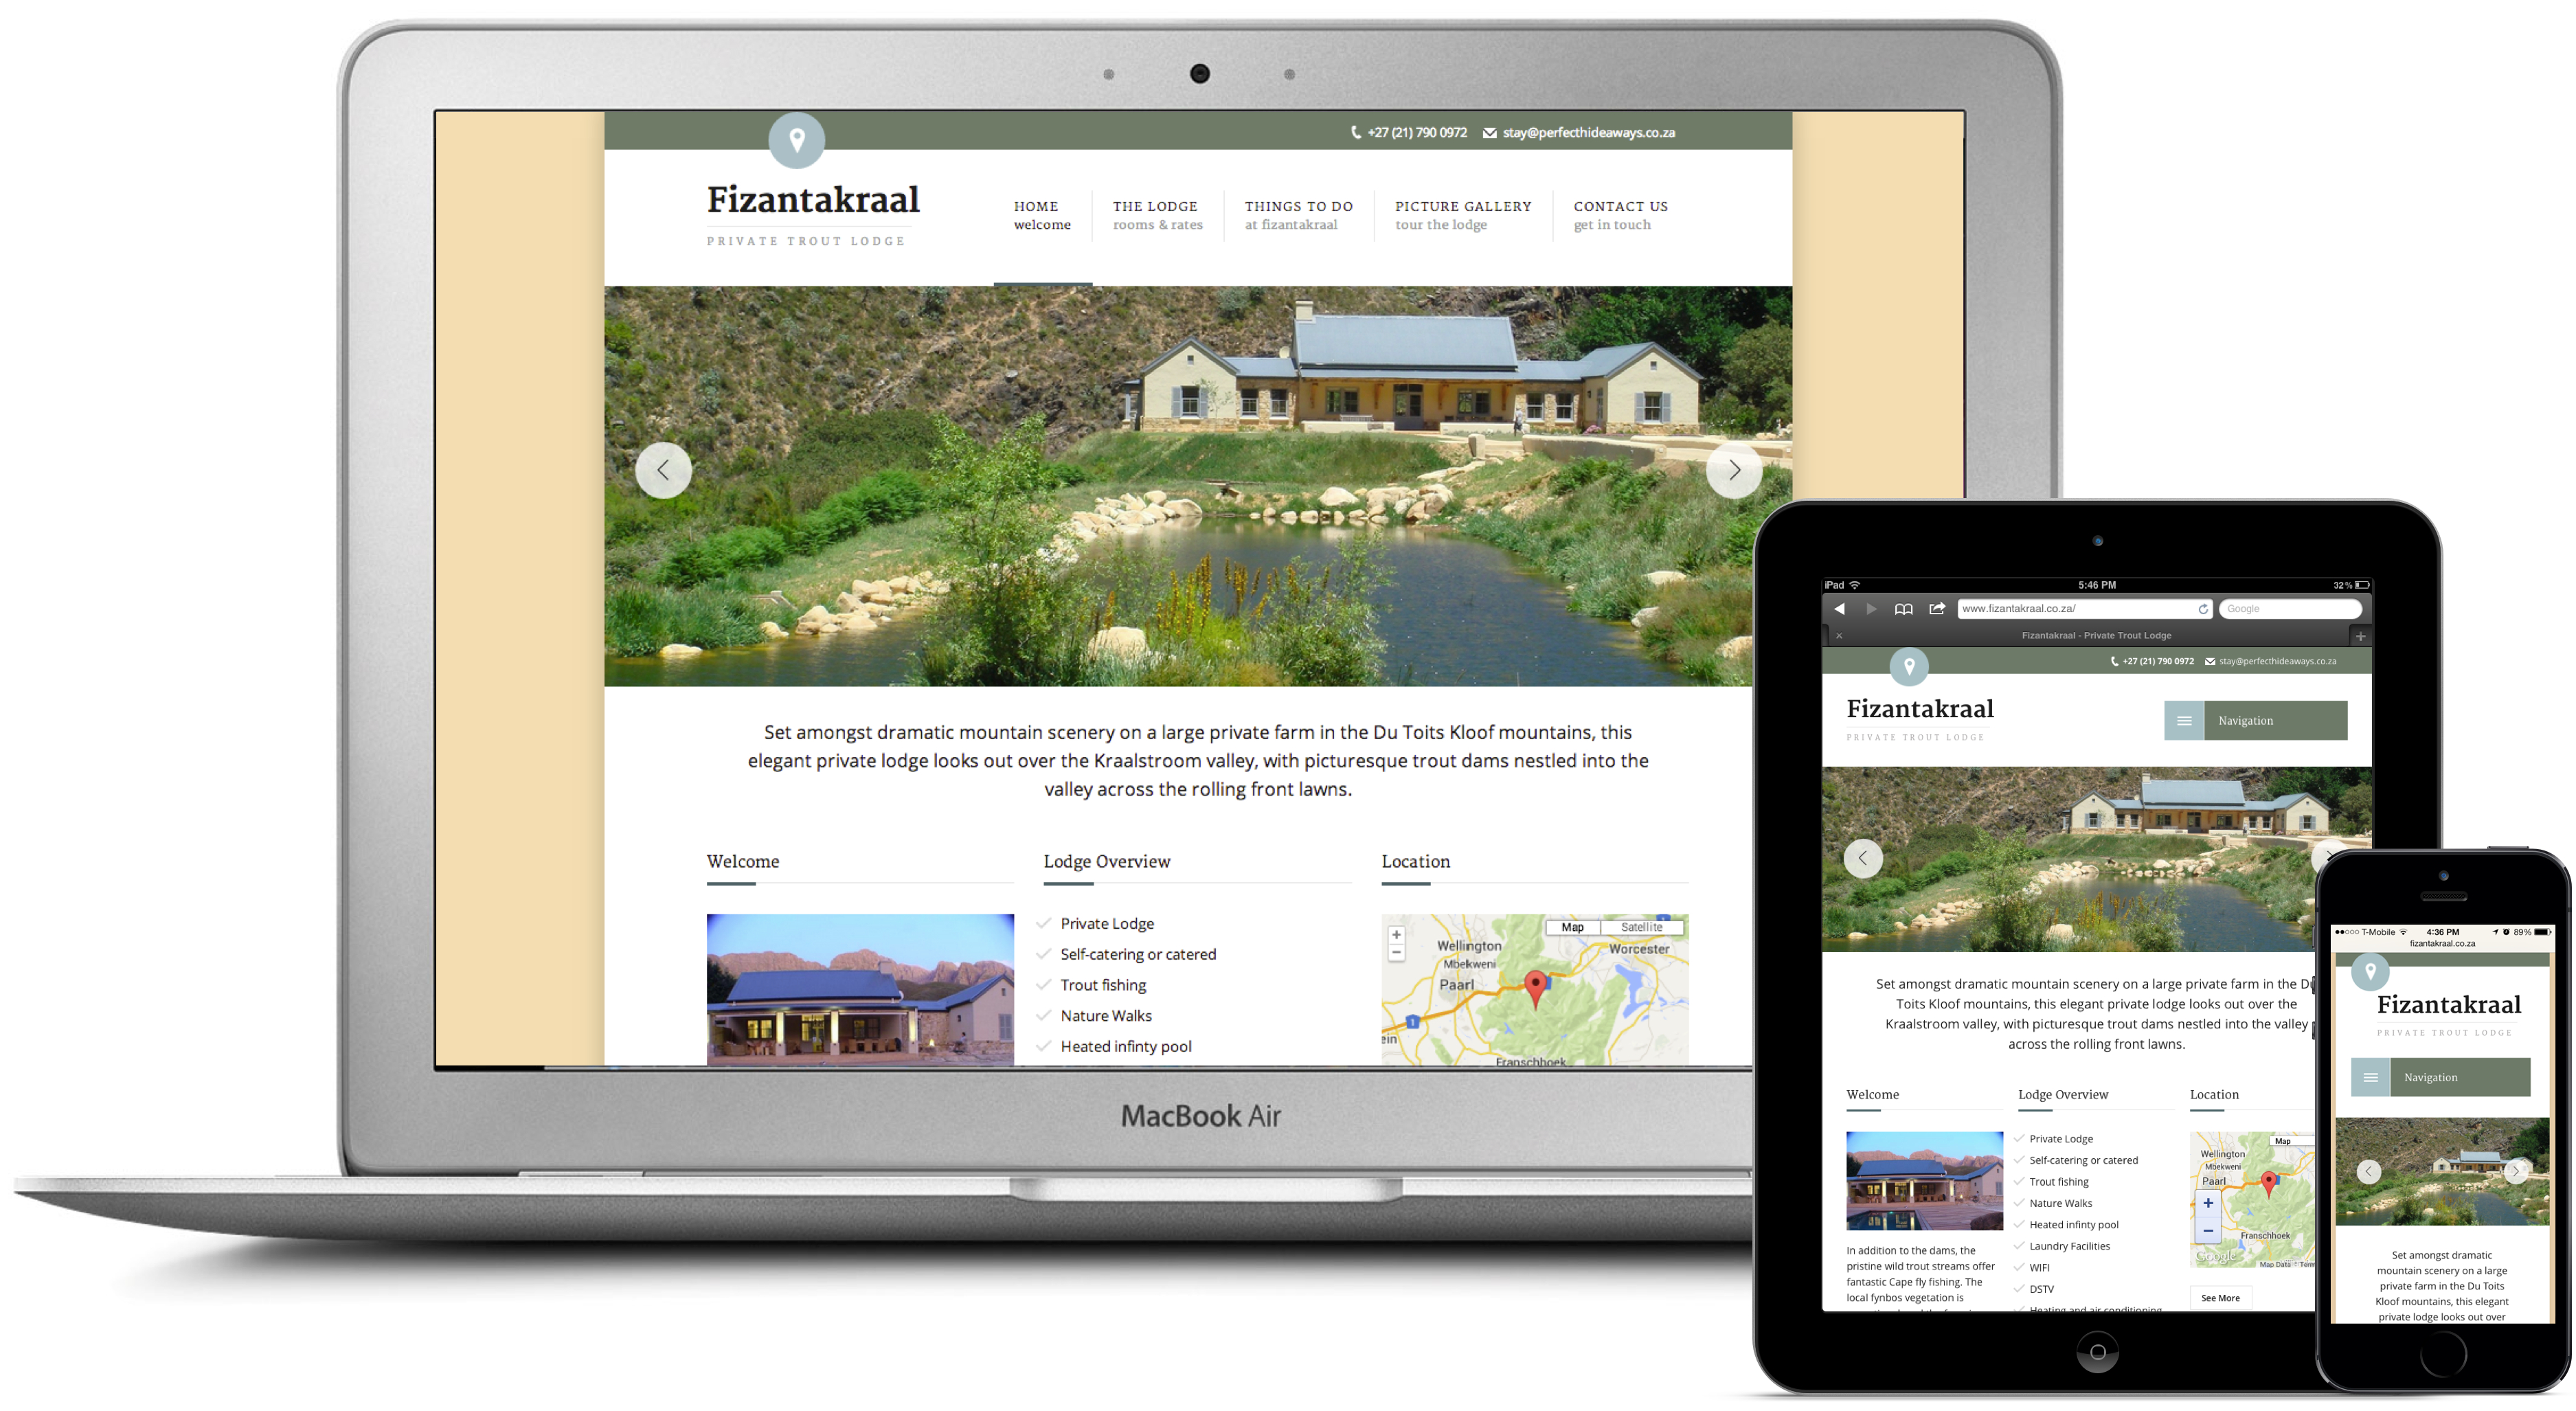 +27 (21) 790 0972 stay@perfecthideaways.co.za
Fizantakraal
PRIVATE TROUT LODGE
HOME
welcome
THE LODGE
rooms & rates
THINGS TO DO
at fizantakraal
PICTURE GALLERY
tour the lodge
CONTACT US
get in touch
Set amongst dramatic mountain scenery on a large private farm in the Du Toits Kloof mountains, this
elegant private lodge looks out over the Kraalstroom valley, with picturesque trout dams nestled into the
valley across the rolling front lawns.
Welcome
Lodge Overview
Private Lodge
Self-catering or catered
Trout fishing
Nature Walks
Heated infinty pool
Location
Map Satellite
Wellington
Worcester
Mbekweni
Paarl
1
ein
Franschhoek
MacBook Air
iPad 5:46 PM 32%
www.fizantakraal.co.za/ Google
Fizantakraal - Private Trout Lodge
+27 (21) 790 0972 stay@perfecthideaways.co.za
Fizantakraal
PRIVATE TROUT LODGE
Navigation
Set amongst dramatic mountain scenery on a large private farm in the Du
Toits Kloof mountains, this elegant private lodge looks out over the
Kraalstroom valley, with picturesque trout dams nestled into the valley
across the rolling front lawns.
Welcome
In addition to the dams, the
pristine wild trout streams offer
fantastic Cape fly fishing. The
local fynbos vegetation is
Lodge Overview
Private Lodge
Self-catering or catered
Trout fishing
Nature Walks
Heated infinty pool
Laundry Facilities
WIFI
DSTV
Heating and air conditioning
Location
Map
Wellington
Mbekweni
Paarl
Franschhoek
Google
Map Data Term
See More
T-Mobile 4:36 PM 89%
fizantakraal.co.za
Fizantakraal
PRIVATE TROUT LODGE
Navigation
Set amongst dramatic
mountain scenery on a large
private farm in the Du Toits
Kloof mountains, this elegant
private lodge looks out over